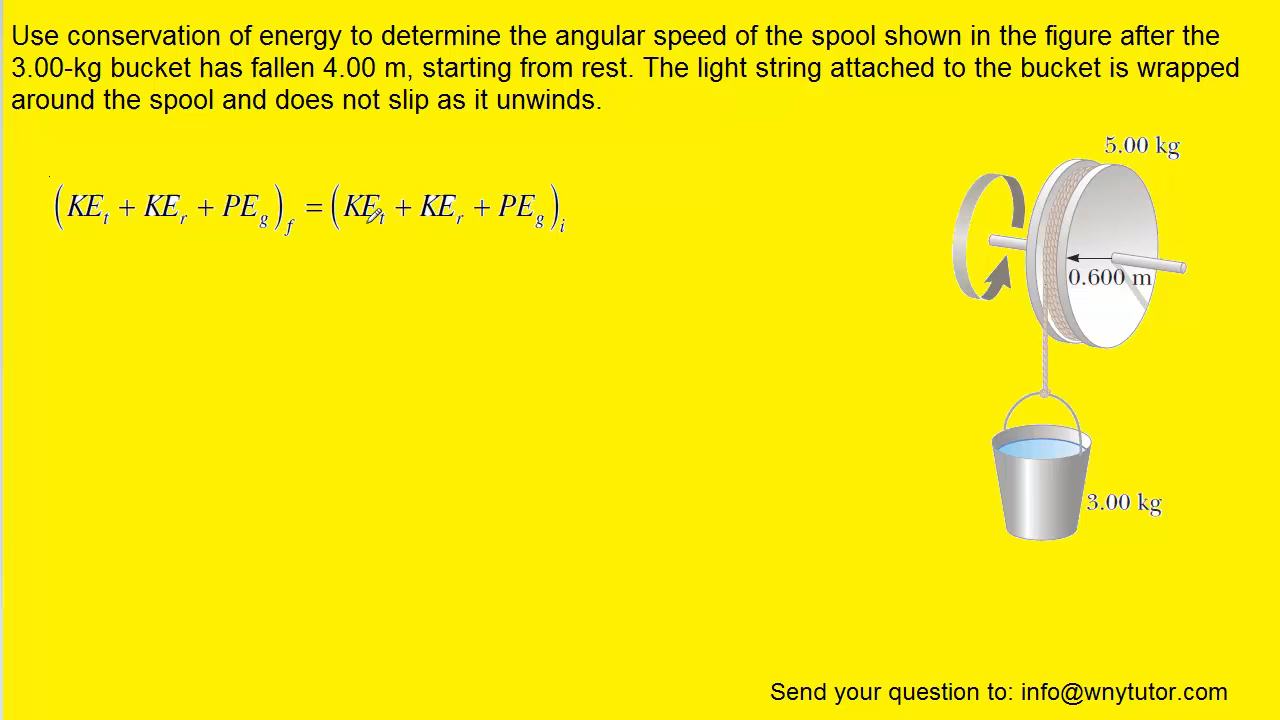 Use conservation of energy to determine the angular speed of the spool shown in the figure after the
3.00-kg bucket has fallen 4.00 m, starting from rest. The light string attached to the bucket is wrapped
around the spool and does not slip as it unwinds.
5.00 kg
(KE_t + KE_r + PE_g)_f = (KE_t + KE_r + PE_g)_i
0.600 m
3.00 kg
Send your question to: info@wnytutor.com